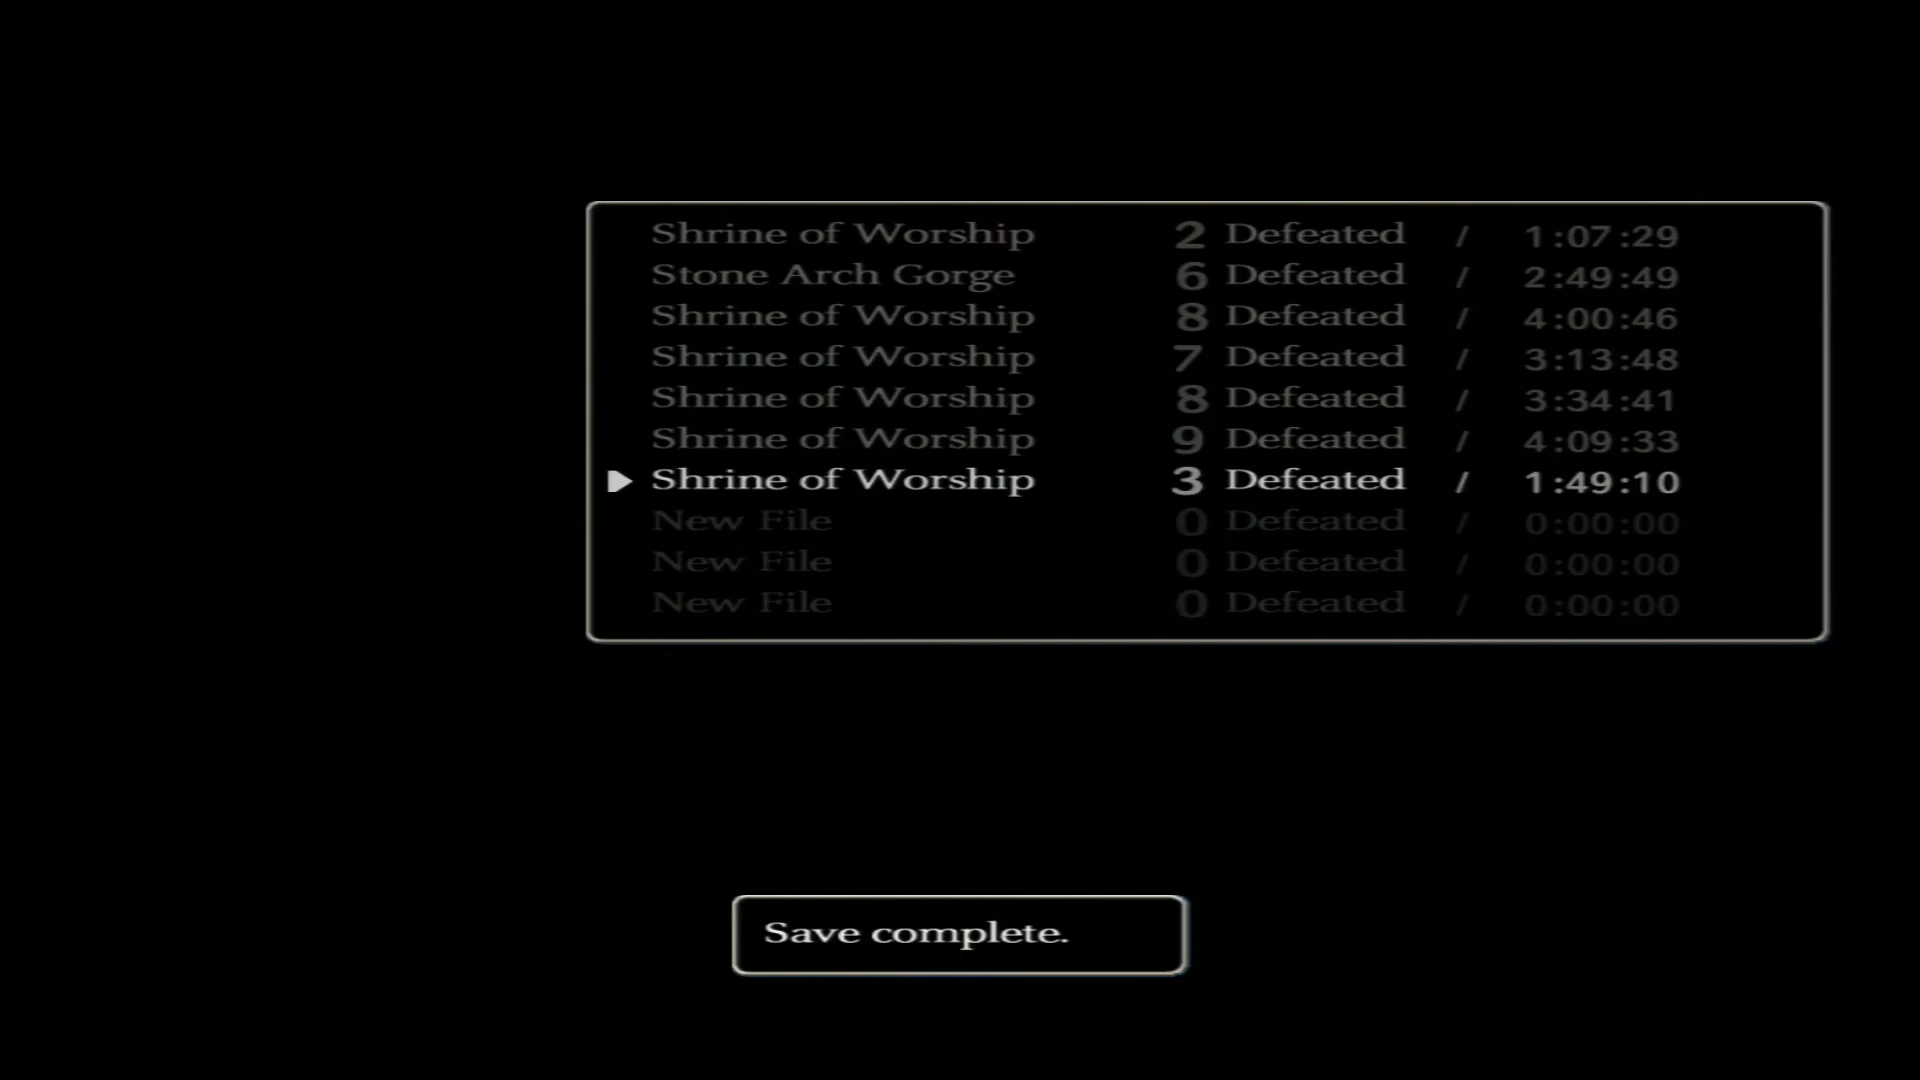 Shrine of Worship 2 Defeated / 1:07:29
Stone Arch Gorge 6 Defeated / 2:49:49
Shrine of Worship 8 Defeated / 4:00:46
Shrine of Worship 7 Defeated / 3:13:48
Shrine of Worship 8 Defeated / 3:34:41
Shrine of Worship 9 Defeated / 4:09:33
Shrine of Worship 3 Defeated / 1:49:10
New File 0 Defeated / 0:00:00
New File 0 Defeated / 0:00:00
New File 0 Defeated / 0:00:00
Save complete.